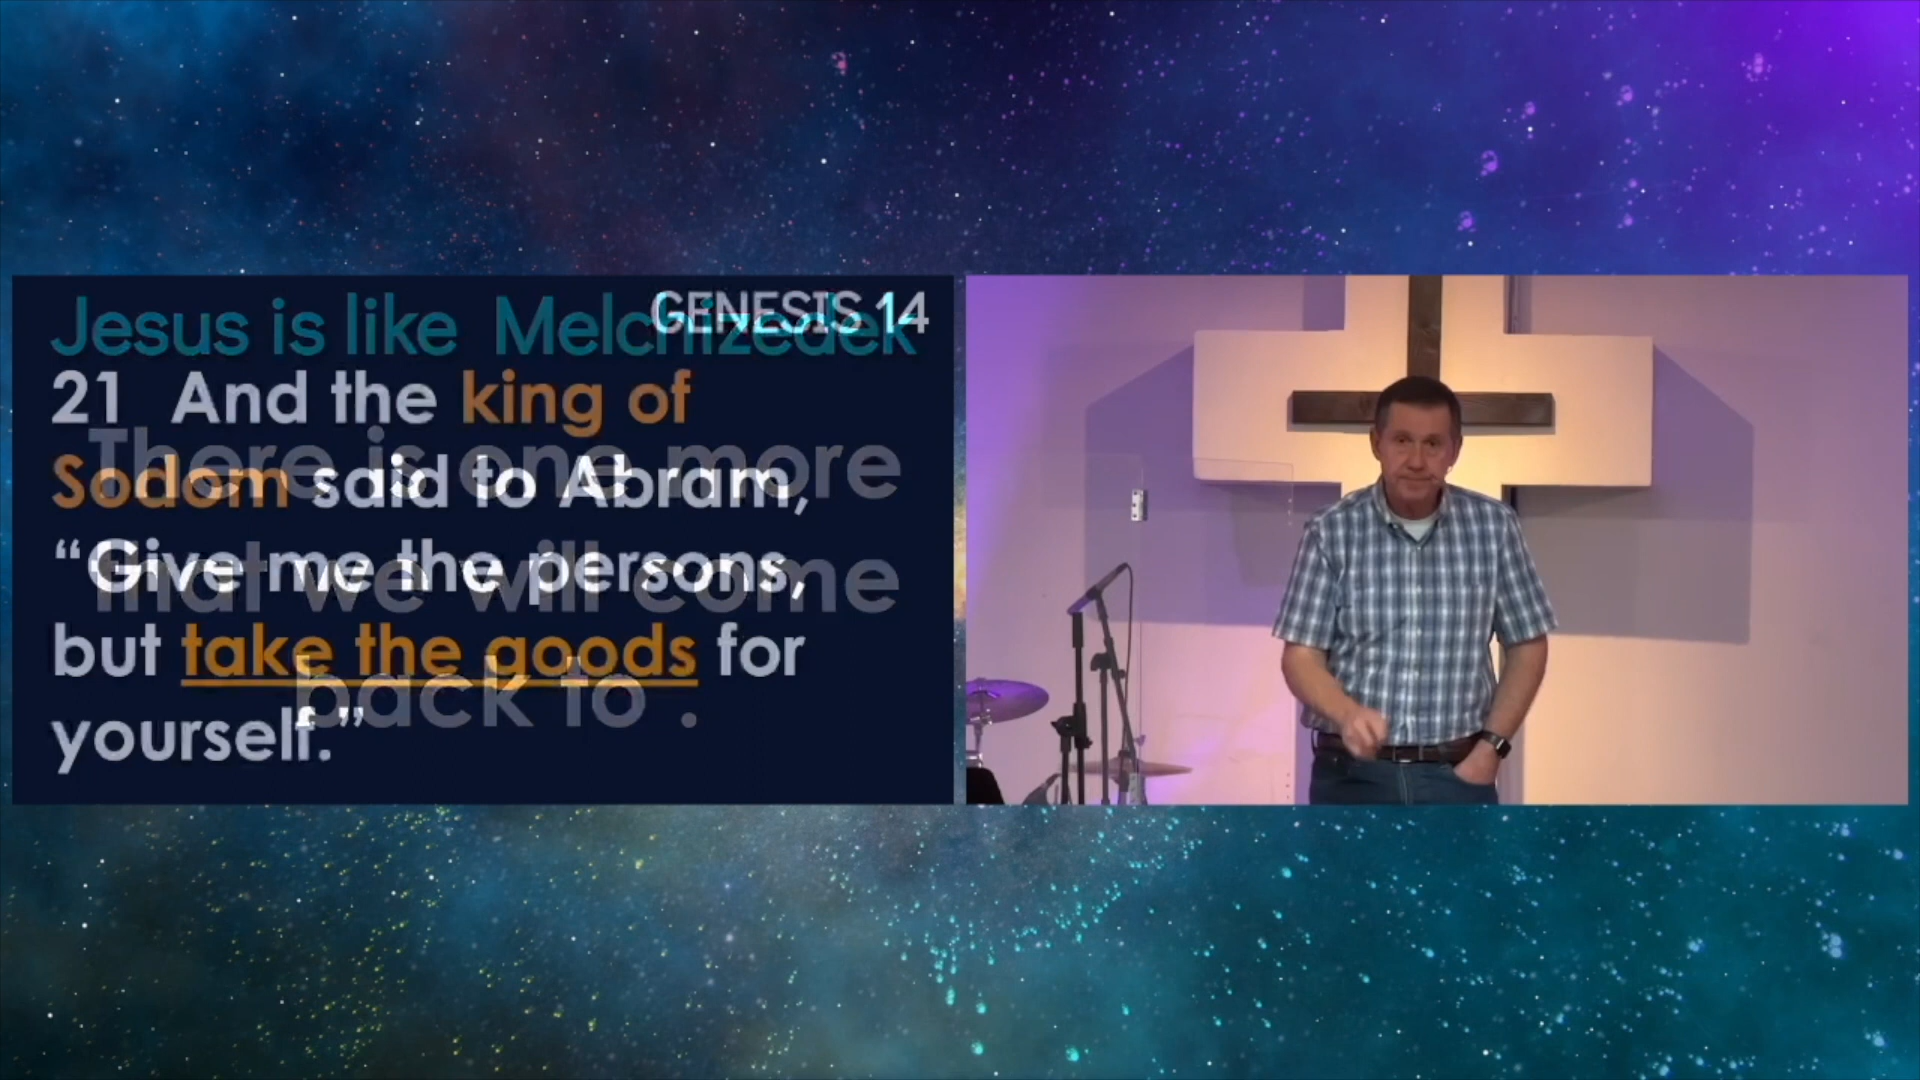 Jesus is like Melchizedek
GENESIS 14
21 And the king of
Sodom said to Abram,
“Give me the persons,
but take the goods for
yourself.”
There is one more
that we will come
back to .